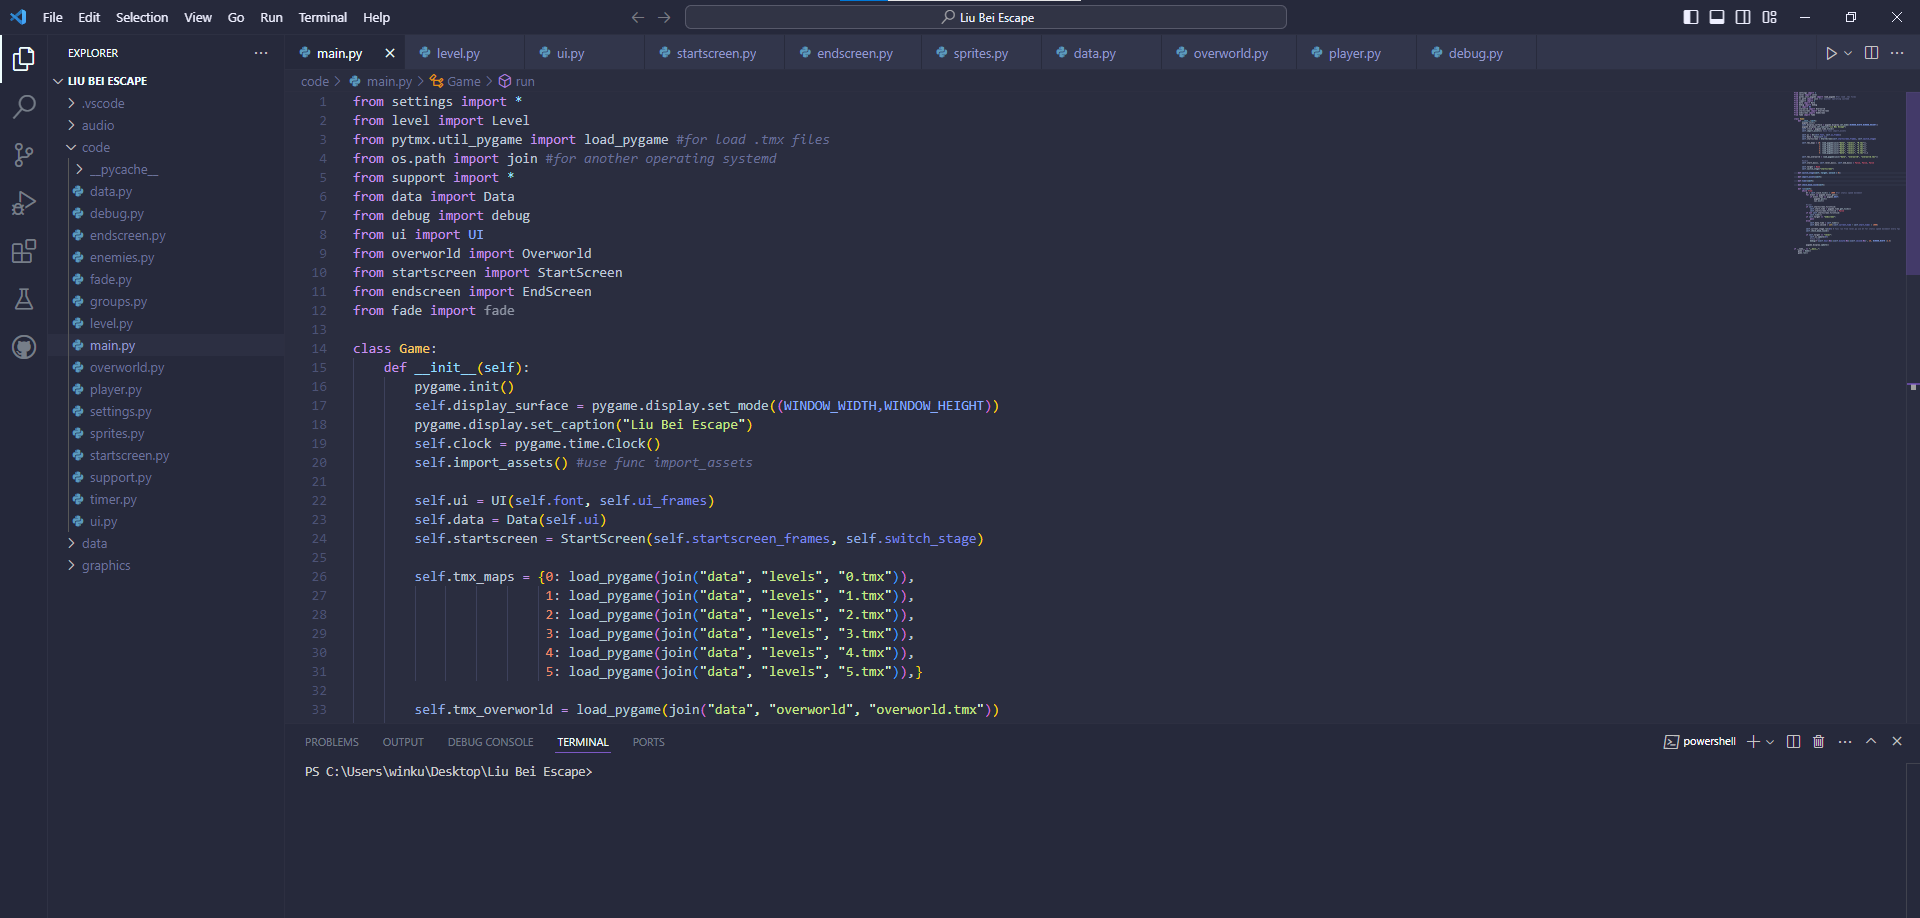 File Edit Selection View Go Run Terminal Help
Liu Bei Escape
EXPLORER
LIU BEI ESCAPE
.vscode
audio
code
__pycache__
data.py
debug.py
endscreen.py
enemies.py
fade.py
groups.py
level.py
main.py
overworld.py
player.py
settings.py
sprites.py
startscreen.py
support.py
timer.py
ui.py
data
graphics
main.py level.py ui.py startscreen.py endscreen.py sprites.py data.py overworld.py player.py debug.py
code > main.py > Game > run
1 from settings import *
2 from level import Level
3 from pytmx.util_pygame import load_pygame #for load .tmx files
4 from os.path import join #for another operating systemd
5 from support import *
6 from data import Data
7 from debug import debug
8 from ui import UI
9 from overworld import Overworld
10 from startscreen import StartScreen
11 from endscreen import EndScreen
12 from fade import fade
13
14 class Game:
15 def __init__(self):
16 pygame.init()
17 self.display_surface = pygame.display.set_mode((WINDOW_WIDTH,WINDOW_HEIGHT))
18 pygame.display.set_caption("Liu Bei Escape")
19 self.clock = pygame.time.Clock()
20 self.import_assets() #use func import_assets
21
22 self.ui = UI(self.font, self.ui_frames)
23 self.data = Data(self.ui)
24 self.startscreen = StartScreen(self.startscreen_frames, self.switch_stage)
25
26 self.tmx_maps = {0: load_pygame(join("data", "levels", "0.tmx")),
27 1: load_pygame(join("data", "levels", "1.tmx")),
28 2: load_pygame(join("data", "levels", "2.tmx")),
29 3: load_pygame(join("data", "levels", "3.tmx")),
30 4: load_pygame(join("data", "levels", "4.tmx")),
31 5: load_pygame(join("data", "levels", "5.tmx")),}
32
33 self.tmx_overworld = load_pygame(join("data", "overworld", "overworld.tmx"))
PROBLEMS OUTPUT DEBUG CONSOLE TERMINAL PORTS
powershell
PS C:\Users\winku\Desktop\Liu Bei Escape>